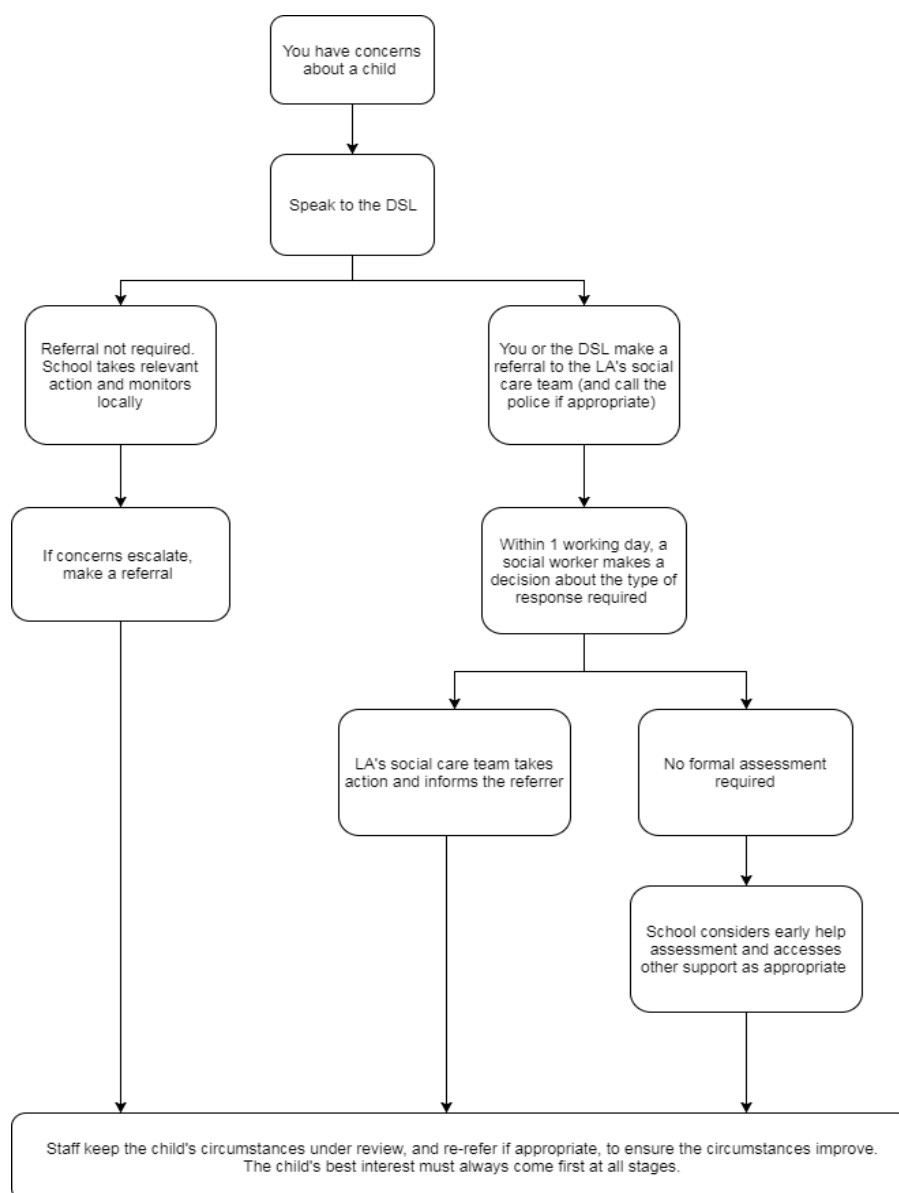 You have concerns
about a child
Speak to the DSL
Referral not required.
School takes relevant
action and monitors
locally
You or the DSL make a
referral to the LA's social
care team (and call the
police if appropriate)
If concerns escalate,
make a referral
Within 1 working day, a
social worker makes a
decision about the type of
response required
LA's social care team takes
action and informs the referrer
No formal assessment
required
School considers early help
assessment and accesses
other support as appropriate
Staff keep the child's circumstances under review, and re-refer if appropriate, to ensure the circumstances improve.
The child's best interest must always come first at all stages.